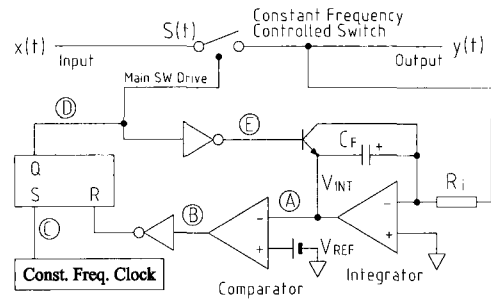 Constant Frequency
Controlled Switch
S(t)
x(t)
Input
y(t)
Output
Main SW Drive
D
E
C_F
+
Q
S
R
V_INT
A
B
C
R_i
-
+
-
+
V_REF
Integrator
Comparator
Const. Freq. Clock